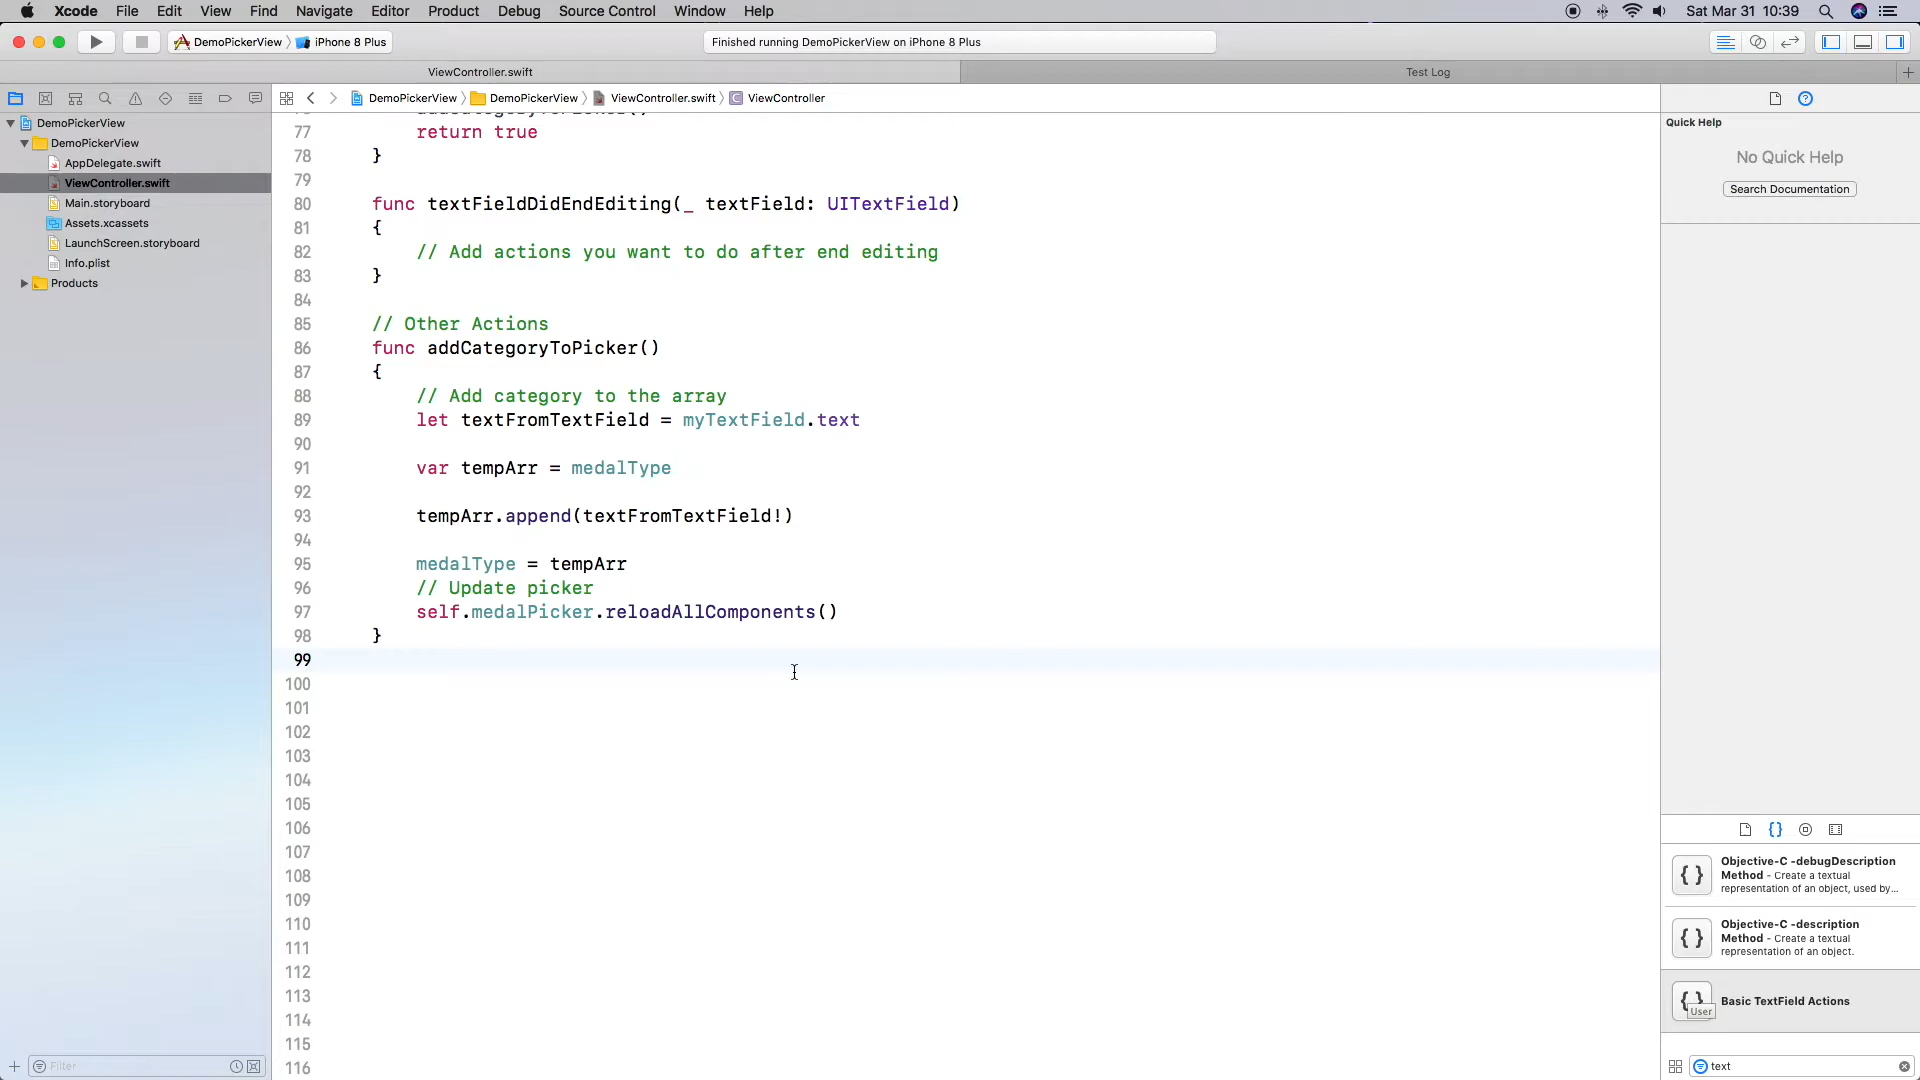 Xcode File Edit View Find Navigate Editor Product Debug Source Control Window Help Sat Mar 31 10:39
DemoPickerView iPhone 8 Plus Finished running DemoPickerView on iPhone 8 Plus
ViewController.swift Test Log
DemoPickerView DemoPickerView ViewController.swift C ViewController
DemoPickerView
DemoPickerView
AppDelegate.swift
ViewController.swift
Main.storyboard
Assets.xcassets
LaunchScreen.storyboard
Info.plist
Products
Filter
77 return true
78 }
79
80 func textFieldDidEndEditing(_ textField: UITextField)
81 {
82 // Add actions you want to do after end editing
83 }
84
85 // Other Actions
86 func addCategoryToPicker()
87 {
88 // Add category to the array
89 let textFromTextField = myTextField.text
90
91 var tempArr = medalType
92
93 tempArr.append(textFromTextField!)
94
95 medalType = tempArr
96 // Update picker
97 self.medalPicker.reloadAllComponents()
98 }
99
100
101
102
103
104
105
106
107
108
109
110
111
112
113
114
115
116
Quick Help
No Quick Help
Search Documentation
{} Objective-C -debugDescription
Method - Create a textual
representation of an object, used by...
{} Objective-C -description
Method - Create a textual
representation of an object.
{} Basic TextField Actions
User
text